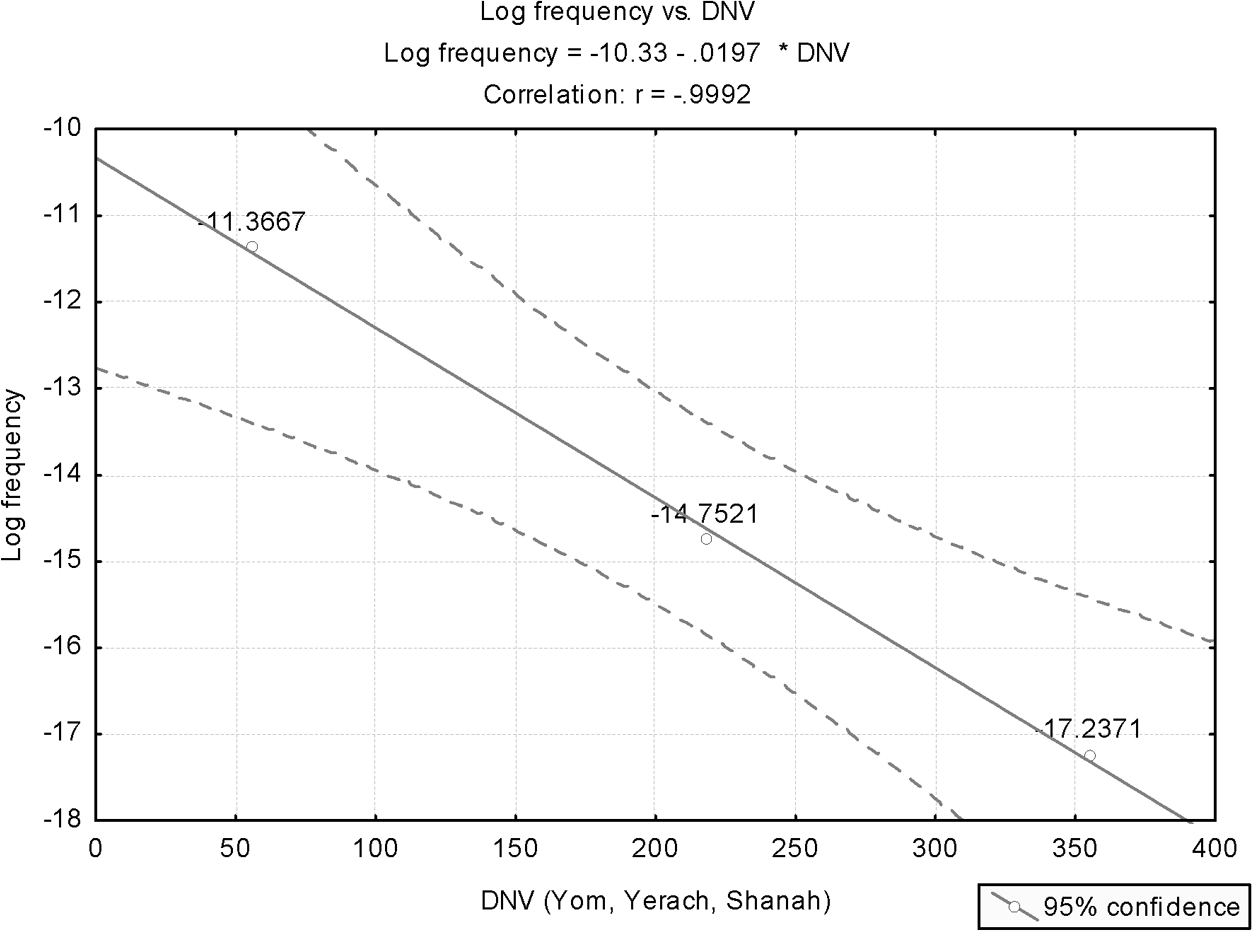 Log frequency vs. DNV
Log frequency = -10.33 - .0197 * DNV
Correlation: r = -.9992
-10
-11
-12
-13
-14
-15
-16
-17
-18
Log frequency
-11.3667
-14.7521
-17.2371
0 50 100 150 200 250 300 350 400
DNV (Yom, Yerach, Shanah)
95% confidence